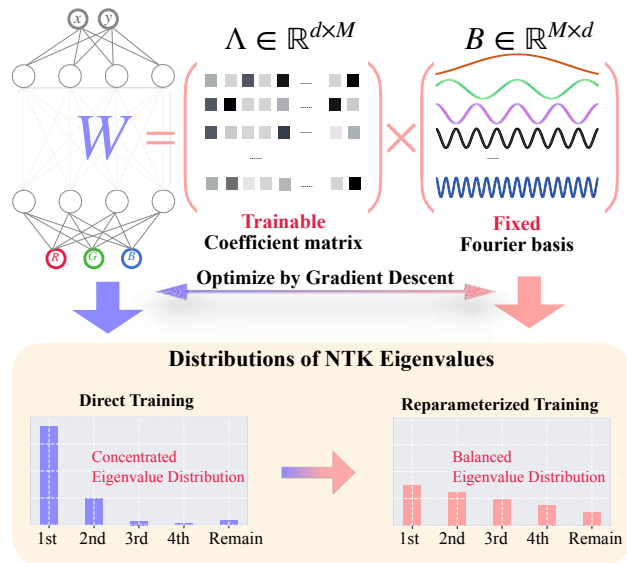 x y
Λ ∈ ℝ^{d×M}
B ∈ ℝ^{M×d}
W = ×
......
......
......
......
......
......
Trainable
Coefficient matrix
Fixed
Fourier basis
R G B
Optimize by Gradient Descent
Distributions of NTK Eigenvalues
Direct Training
Concentrated
Eigenvalue Distribution
1st 2nd 3rd 4th Remain
Reparameterized Training
Balanced
Eigenvalue Distribution
1st 2nd 3rd 4th Remain